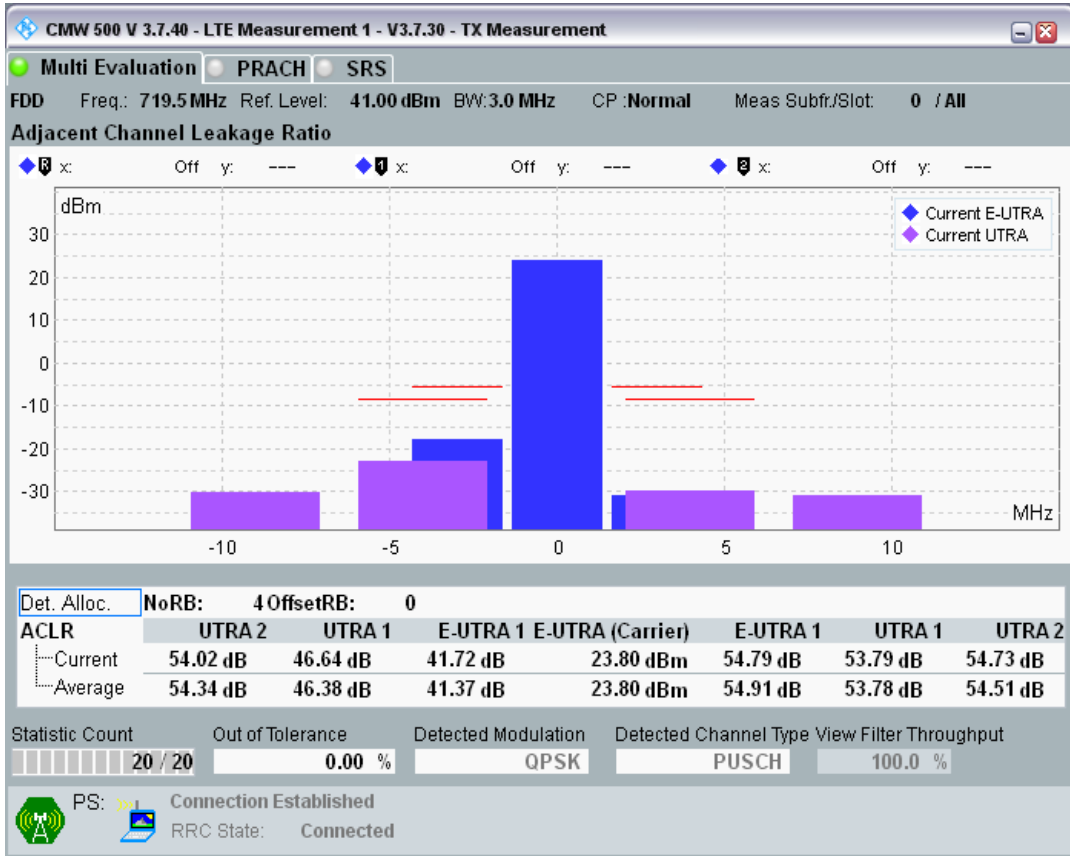 CMW 500 V 3.7.40 - LTE Measurement 1 - V3.7.30 - TX Measurement
Multi Evaluation PRACH SRS
FDD Freq.: 719.5 MHz Ref. Level: 41.00 dBm BW: 3.0 MHz CP : Normal Meas Subfr./Slot: 0 / All
Adjacent Channel Leakage Ratio
R x: Off y: --- 1 x: Off y: --- 2 x: Off y: ---
dBm
Current E-UTRA
Current UTRA
30
20
10
0
-10
-20
-30
MHz
-10 -5 0 5 10
Det. Alloc. NoRB: 4 OffsetRB: 0
ACLR UTRA 2 UTRA 1 E-UTRA 1 E-UTRA (Carrier) E-UTRA 1 UTRA 1 UTRA 2
Current 54.02 dB 46.64 dB 41.72 dB 23.80 dBm 54.79 dB 53.79 dB 54.73 dB
Average 54.34 dB 46.38 dB 41.37 dB 23.80 dBm 54.91 dB 53.78 dB 54.51 dB
Statistic Count Out of Tolerance Detected Modulation Detected Channel Type View Filter Throughput
20 / 20 0.00 % QPSK PUSCH 100.0 %
PS: Connection Established
RRC State: Connected